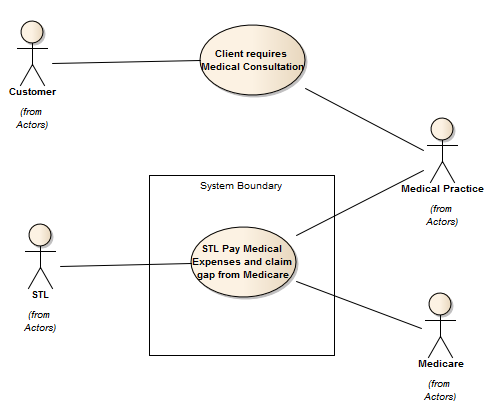 Client requires
Medical Consultation
Customer
(from
Actors)
Medical Practice
(from
Actors)
System Boundary
STL Pay Medical
Expenses and claim
gap from Medicare
STL
(from
Actors)
Medicare
(from
Actors)